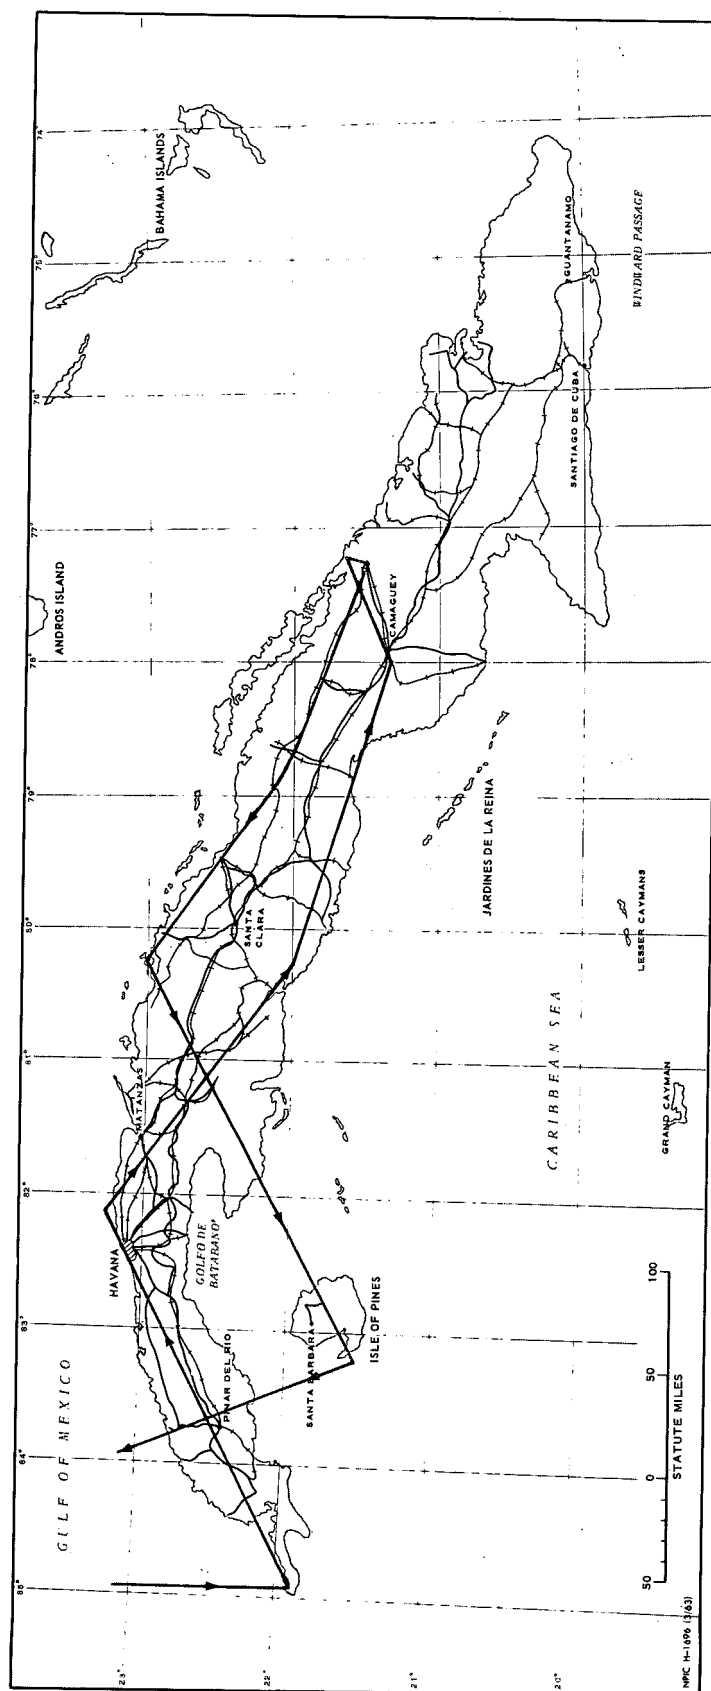 GULF OF MEXICO
HAVANA
MATANZAS
PINAR DEL RIO
GOLFO DE
BATABANO
SANTA BARBARA
ISLE OF PINES
SANTA
CLARA
CAMAGUEY
ANDROS ISLAND
BAHAMA ISLANDS
JARDINES DE LA REINA
CARIBBEAN SEA
LESSER CAYMANS
GRAND CAYMAN
SANTIAGO DE CUBA
GUANTANAMO
WINDWARD PASSAGE
85°
84°
83°
82°
81°
80°
79°
78°
77°
76°
75°
74°
23°
22°
21°
20°
50 0 50 100
STATUTE MILES
NPIC H-1696 (3/63)